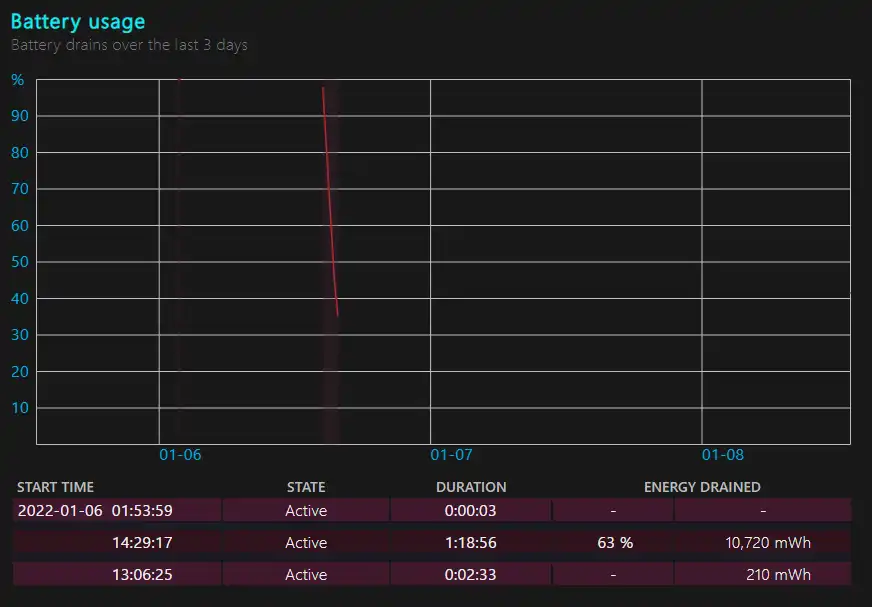 Battery usage
Battery drains over the last 3 days
%
90
80
70
60
50
40
30
20
10
01-06 01-07 01-08
START TIME STATE DURATION ENERGY DRAINED
2022-01-06 01:53:59 Active 0:00:03 - -
14:29:17 Active 1:18:56 63 % 10,720 mWh
13:06:25 Active 0:02:33 - 210 mWh